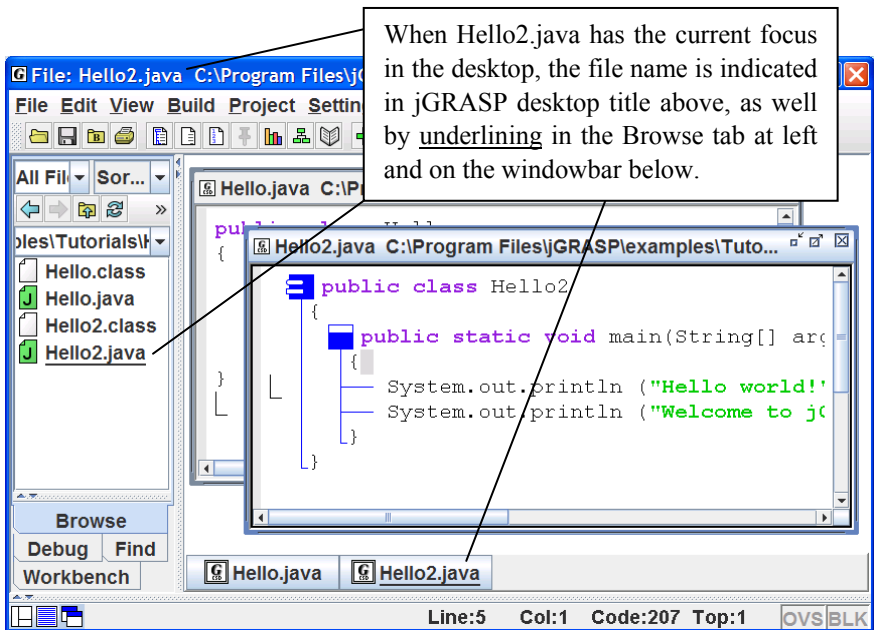 When Hello2.java has the current focus
in the desktop, the file name is indicated
in jGRASP desktop title above, as well
by underlining in the Browse tab at left
and on the windowbar below.
File: Hello2.java C:\Program Files\jG
File Edit View Build Project Settin
All Fil Sor...
ples\Tutorials\H
Hello.class
Hello.java
Hello2.class
Hello2.java
Hello.java C:\P
public class Hello
{
}
Hello2.java C:\Program Files\jGRASP\examples\Tuto...
public class Hello2
{
public static void main(String[] arg
{
System.out.println ("Hello world!"
System.out.println ("Welcome to jG
}
}
Browse
Debug Find
Workbench
Hello.java Hello2.java
Line:5 Col:1 Code:207 Top:1 OVS BLK